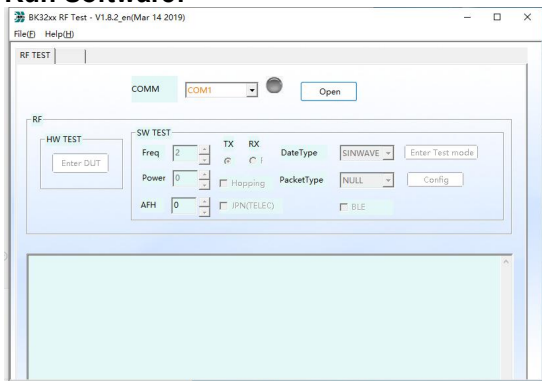 Run Software:
BK32xx RF Test - V1.8.2_en(Mar 14 2019)
File(F) Help(H)
RF TEST
COMM COM1 Open
RF
HW TEST
Enter DUT
SW TEST
Freq 2 TX RX DateType SINWAVE Enter Test mode
Power 0 Hopping PacketType NULL Config
AFH 0 JPN(TELEC) BLE